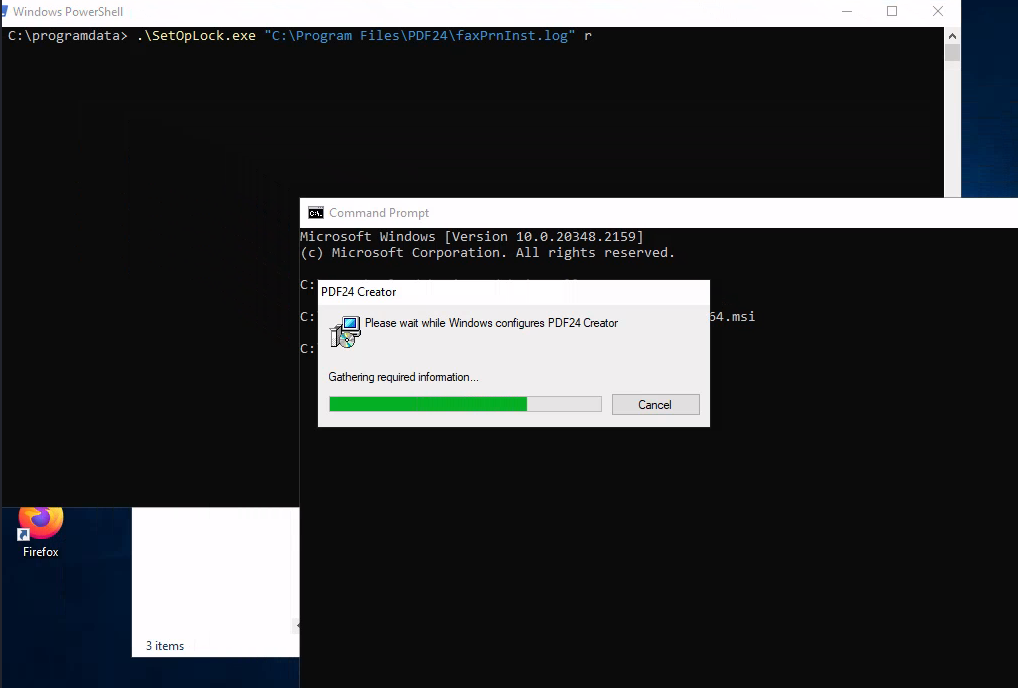 Windows PowerShell
C:\programdata> .\SetOpLock.exe "C:\Program Files\PDF24\faxPrnInst.log" r
Command Prompt
Microsoft Windows [Version 10.0.20348.2159]
(c) Microsoft Corporation. All rights reserved.
C:
PDF24 Creator
C:
Please wait while Windows configures PDF24 Creator
64.msi
C:
Gathering required information...
Cancel
Firefox
3 items